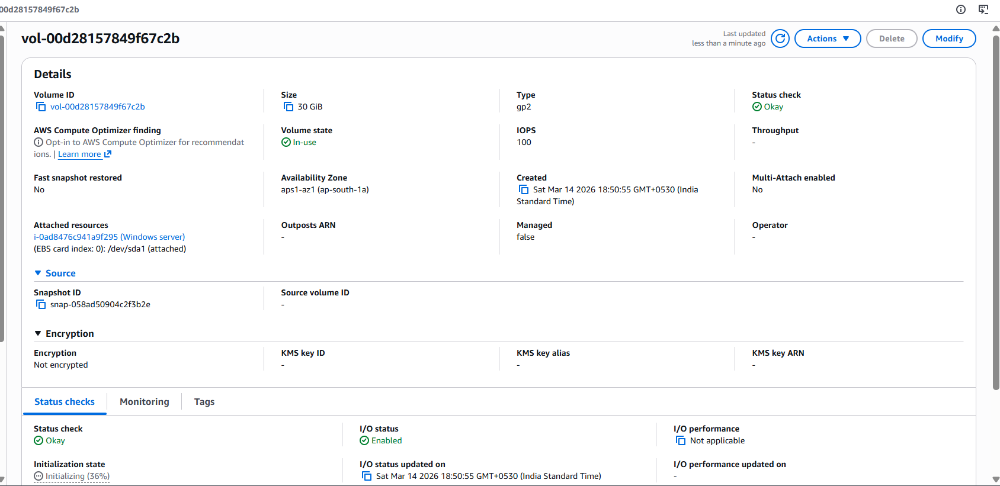 00d28157849f67c2b
vol-00d28157849f67c2b
Last updated
less than a minute ago
Actions
Delete
Modify
Details
Volume ID
vol-00d28157849f67c2b
Size
30 GiB
Type
gp2
Status check
Okay
AWS Compute Optimizer finding
Opt-in to AWS Compute Optimizer for recommendat
ions. | Learn more
Volume state
In-use
IOPS
100
Throughput
-
Fast snapshot restored
No
Availability Zone
aps1-az1 (ap-south-1a)
Created
Sat Mar 14 2026 18:50:55 GMT+0530 (India
Standard Time)
Multi-Attach enabled
No
Attached resources
i-0ad8476c941a9f295 (Windows server)
(EBS card index: 0): /dev/sda1 (attached)
Outposts ARN
-
Managed
false
Operator
-
Source
Snapshot ID
snap-058ad50904c2f3b2e
Source volume ID
-
Encryption
Encryption
Not encrypted
KMS key ID
-
KMS key alias
-
KMS key ARN
-
Status checks
Monitoring
Tags
Status check
Okay
I/O status
Enabled
I/O performance
Not applicable
Initialization state
Initializing (36%)
I/O status updated on
Sat Mar 14 2026 18:50:55 GMT+0530 (India Standard Time)
I/O performance updated on
-